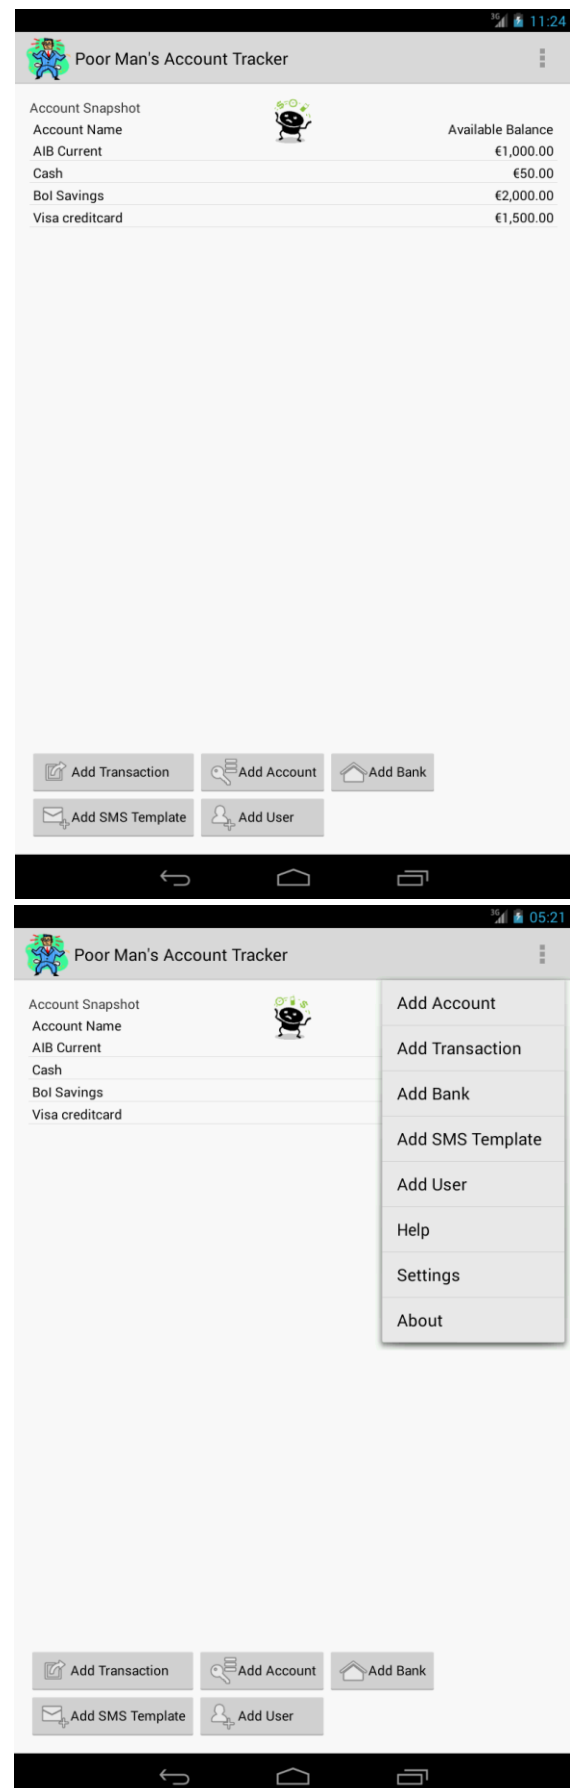 3G 11:24
Poor Man's Account Tracker
Account Snapshot
Account Name Available Balance
AIB Current €1,000.00
Cash €50.00
BoI Savings €2,000.00
Visa creditcard €1,500.00
Add Transaction Add Account Add Bank
Add SMS Template Add User
3G 05:21
Poor Man's Account Tracker
Account Snapshot
Account Name
AIB Current
Cash
BoI Savings
Visa creditcard
Add Account
Add Transaction
Add Bank
Add SMS Template
Add User
Help
Settings
About
Add Transaction Add Account Add Bank
Add SMS Template Add User